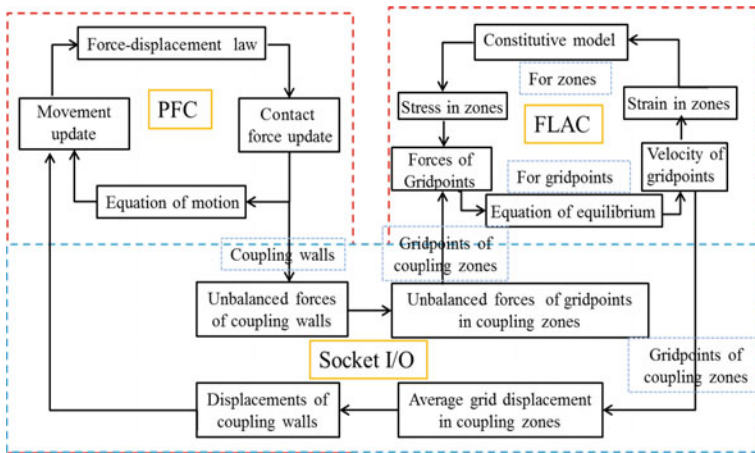 Force-displacement law
PFC
Movement
update
Contact
force update
Equation of motion
Constitutive model
For zones
Stress in zones
FLAC
Strain in zones
Forces of
Gridpoints
For gridpoints
Velocity of
gridpoints
Equation of equilibrium
Coupling walls
Gridpoints of
coupling zones
Unbalanced forces
of coupling walls
Unbalanced forces of gridpoints
in coupling zones
Socket I/O
Gridpoints of
coupling zones
Displacements of
coupling walls
Average grid displacement
in coupling zones